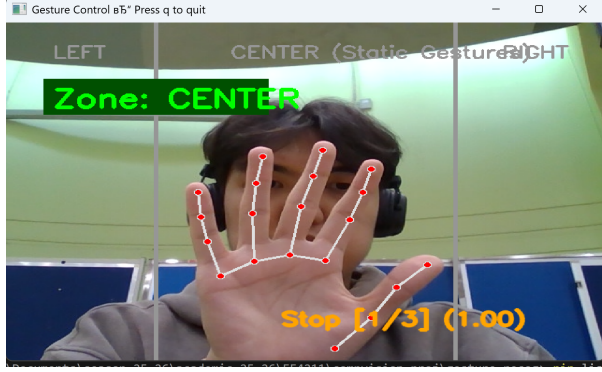 Gesture Control вЂ" Press q to quit
LEFT
CENTER (Static Gestures)
RIGHT
Zone: CENTER
Stop [1/3] (1.00)